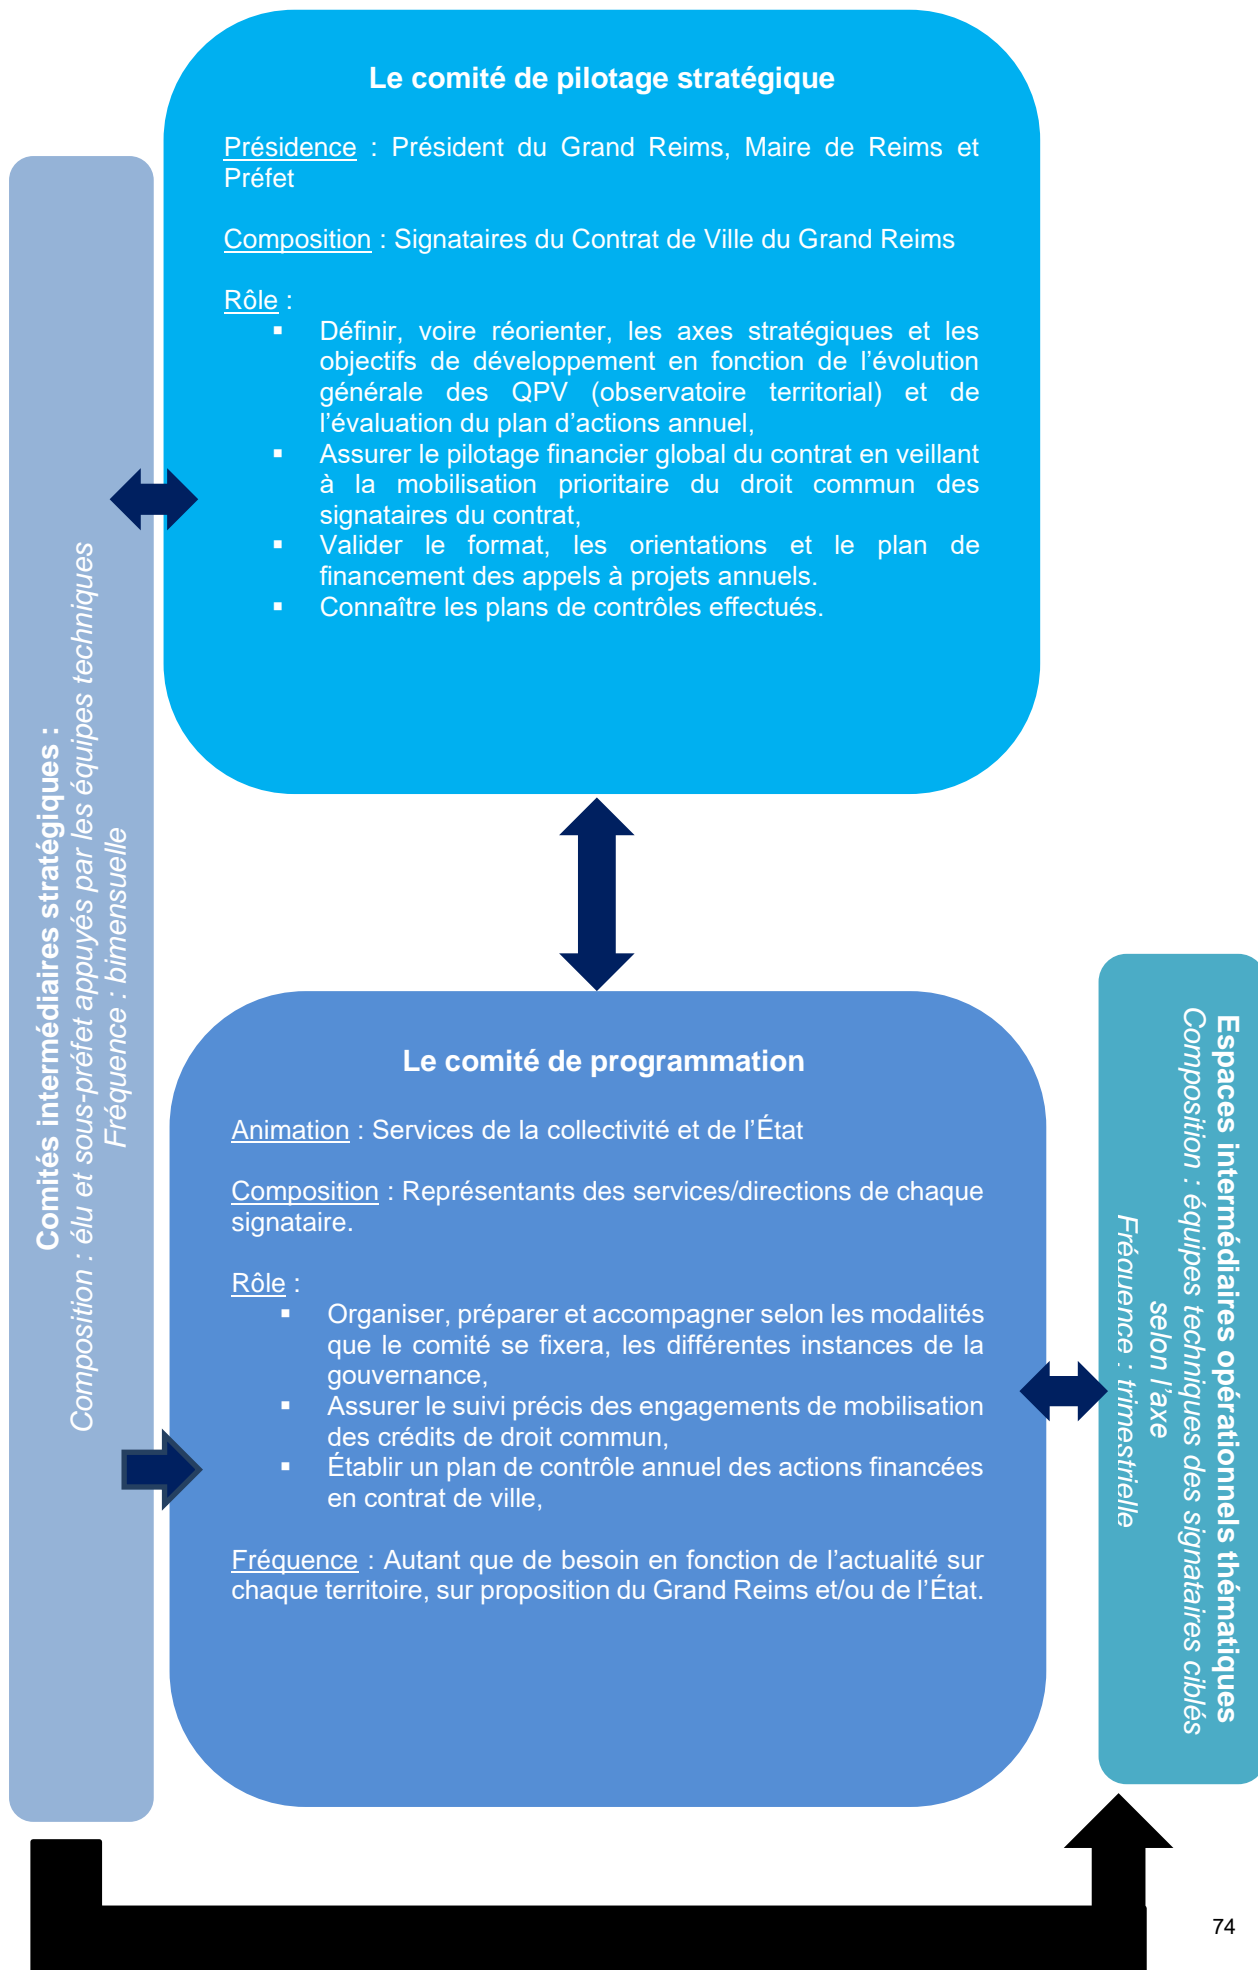 Le comité de pilotage stratégique
Présidence : Président du Grand Reims, Maire de Reims et
Préfet
Composition : Signataires du Contrat de Ville du Grand Reims
Rôle :
▪ Définir, voire réorienter, les axes stratégiques et les
objectifs de développement en fonction de l’évolution
générale des QPV (observatoire territorial) et de
l’évaluation du plan d’actions annuel,
▪ Assurer le pilotage financier global du contrat en veillant
à la mobilisation prioritaire du droit commun des
signataires du contrat,
▪ Valider le format, les orientations et le plan de
financement des appels à projets annuels.
▪ Connaître les plans de contrôles effectués.
Comités intermédiaires stratégiques :
Composition : élu et sous-préfet appuyés par les équipes techniques
Fréquence : bimensuelle
Le comité de programmation
Animation : Services de la collectivité et de l’État
Composition : Représentants des services/directions de chaque
signataire.
Rôle :
▪ Organiser, préparer et accompagner selon les modalités
que le comité se fixera, les différentes instances de la
gouvernance,
▪ Assurer le suivi précis des engagements de mobilisation
des crédits de droit commun,
▪ Établir un plan de contrôle annuel des actions financées
en contrat de ville,
Fréquence : Autant que de besoin en fonction de l’actualité sur
chaque territoire, sur proposition du Grand Reims et/ou de l’État.
Espaces intermédiaires opérationnels thématiques
Composition : équipes techniques des signataires ciblés
selon l’axe
Fréquence : trimestrielle
74